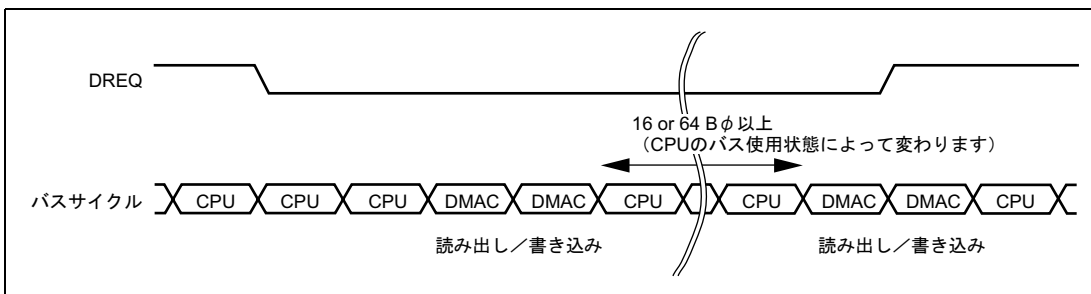 DREQ
16 or 64 Bφ以上
（CPUのバス使用状態によって変わります）
バスサイクル CPU CPU CPU DMAC DMAC CPU CPU DMAC DMAC CPU
読み出し／書き込み 読み出し／書き込み